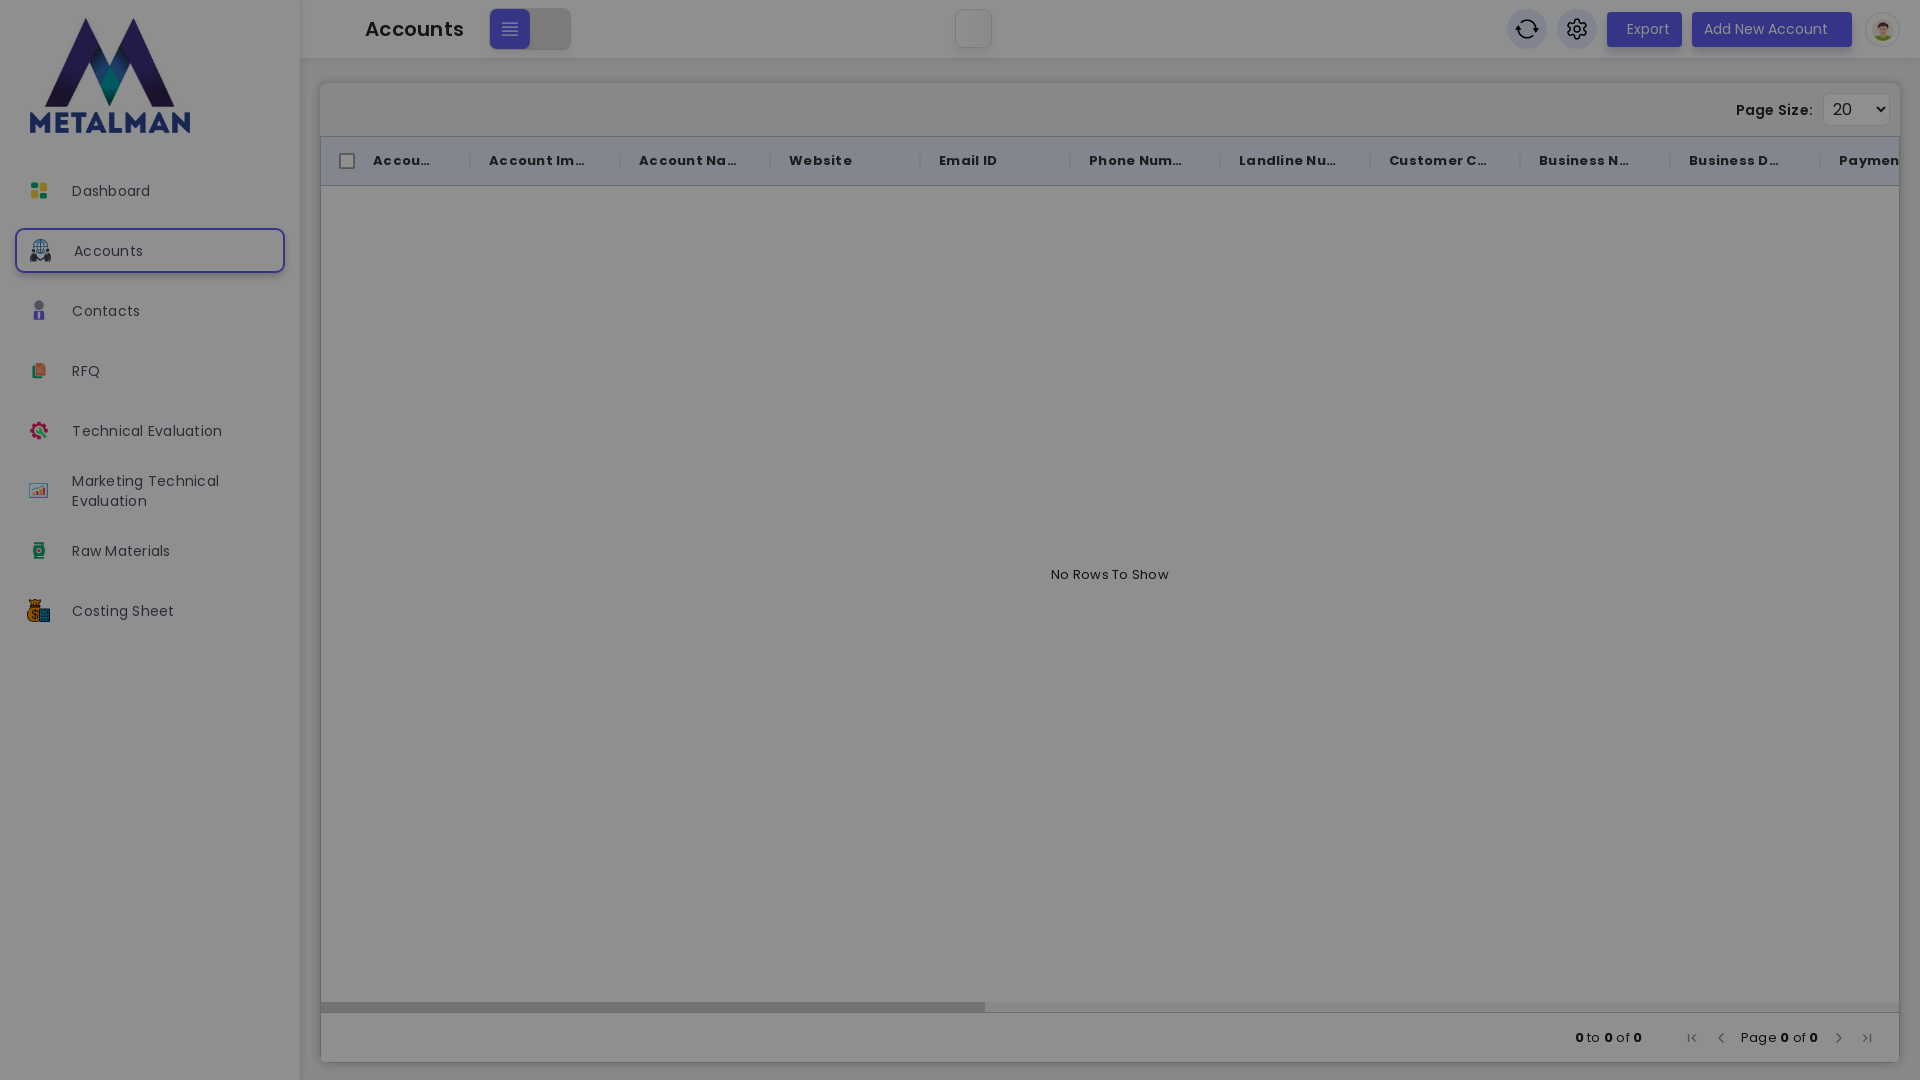 METALMAN
Dashboard
Accounts
Contacts
RFQ
Technical Evaluation
Marketing Technical
Evaluation
Raw Materials
Costing Sheet
Accounts
Export
Add New Account
Page Size:
20
Accou...
Account Im...
Account Na...
Website
Email ID
Phone Num...
Landline Nu...
Customer C...
Business N...
Business D...
Paymen
No Rows To Show
0 to 0 of 0
Page 0 of 0